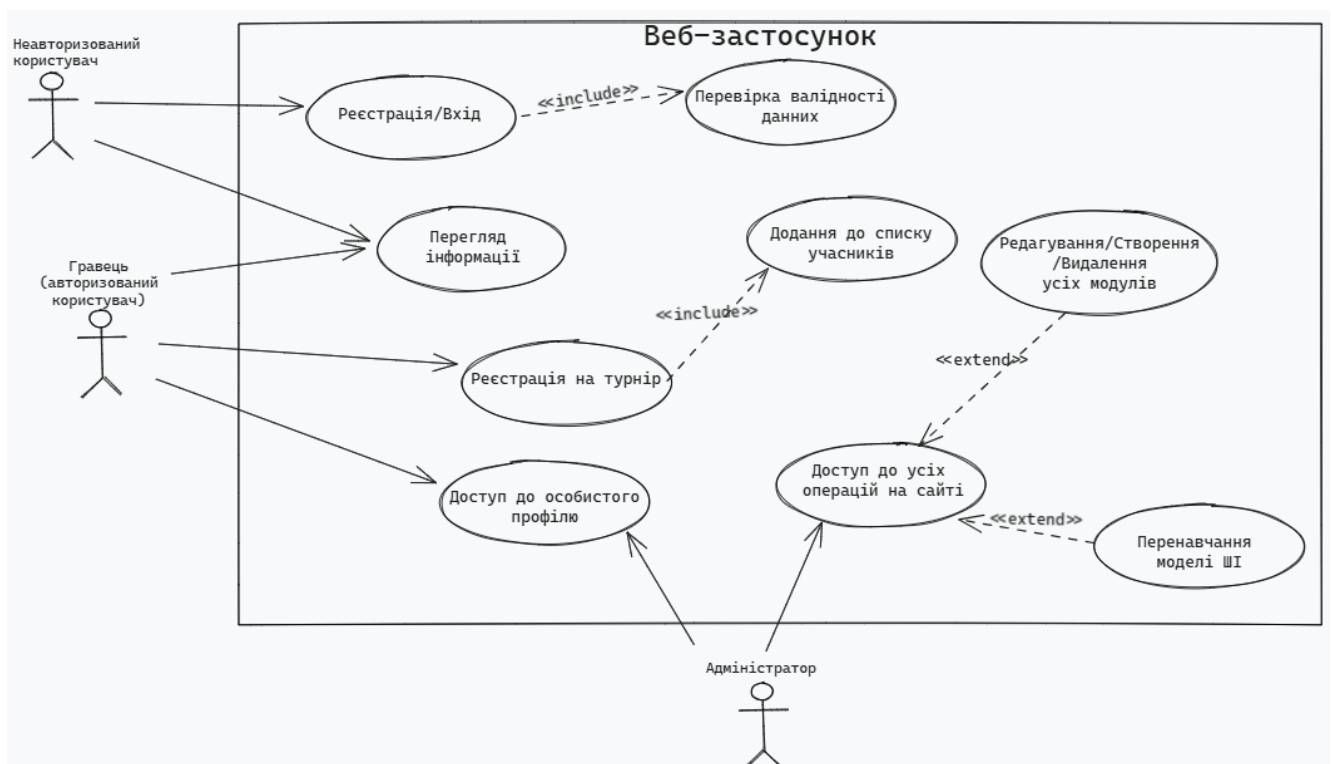 Веб-застосунок
Неавторизований
користувач
Реєстрація/Вхід
<<include>>
Перевірка валідності
данних
Перегляд
інформації
Додання до списку
учасників
Редагування/Створення
/Видалення
усіх модулів
Гравець
(авторизований
користувач)
<<include>>
Реєстрація на турнір
<<extend>>
Доступ до особистого
профілю
Доступ до усіх
операцій на сайті
<<extend>>
Перенавчання
моделі ШІ
Адміністратор